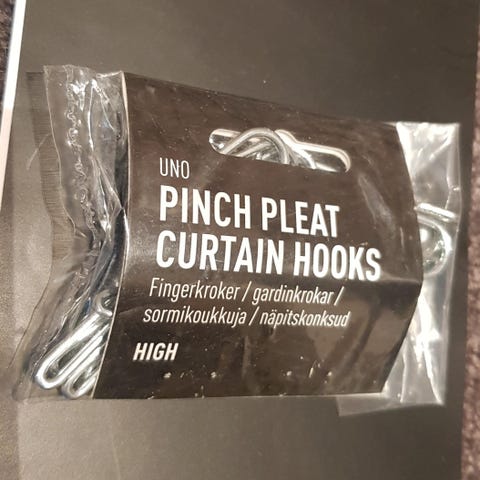 UNO
PINCH PLEAT
CURTAIN HOOKS
Fingerkroker / gardinkrokar /
sormikoukkuja / näpitskonksud
HIGH